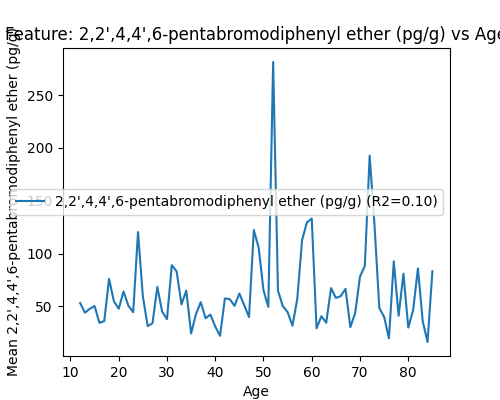 Feature: 2,2',4,4',6-pentabromodiphenyl ether (pg/g) vs Age
Mean 2,2',4,4',6-pentabromodiphenyl ether (pg/g)
250
200
150
100
50
2,2',4,4',6-pentabromodiphenyl ether (pg/g) (R2=0.10)
10 20 30 40 50 60 70 80
Age